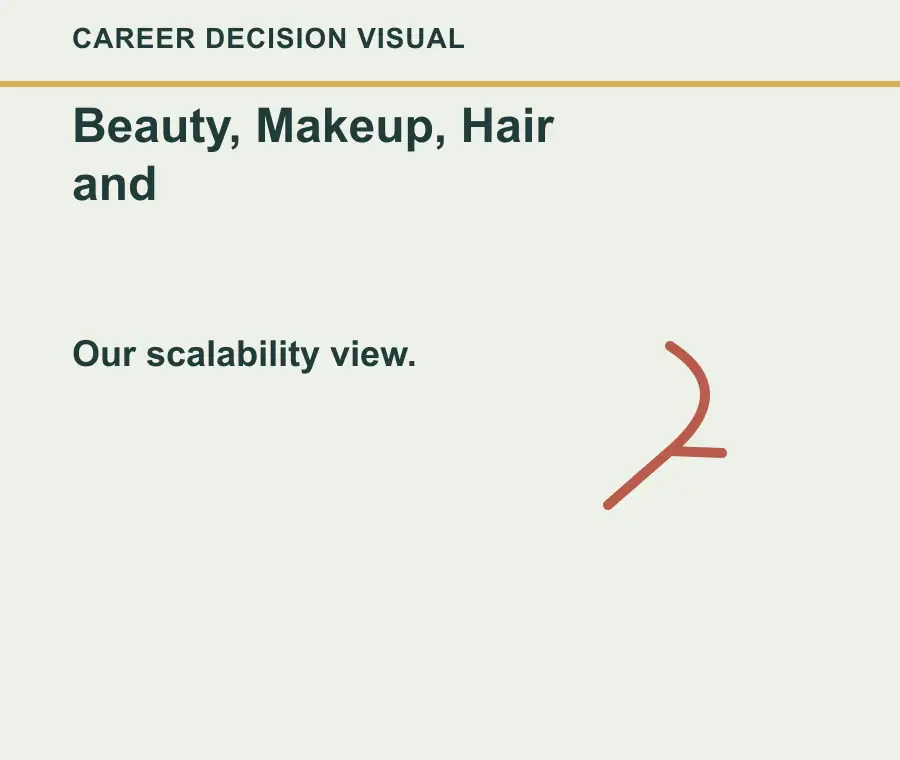 CAREER DECISION VISUAL
Beauty, Makeup, Hair
and
Our scalability view.